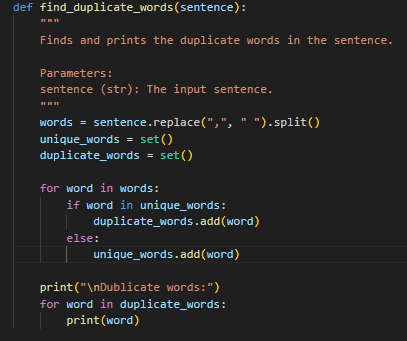 def find_duplicate_words(sentence):
    """
    Finds and prints the duplicate words in the sentence.

    Parameters:
    sentence (str): The input sentence.
    """
    words = sentence.replace(",", " ").split()
    unique_words = set()
    duplicate_words = set()

    for word in words:
        if word in unique_words:
            duplicate_words.add(word)
        else:
            unique_words.add(word)

    print("\nDublicate words:")
    for word in duplicate_words:
        print(word)